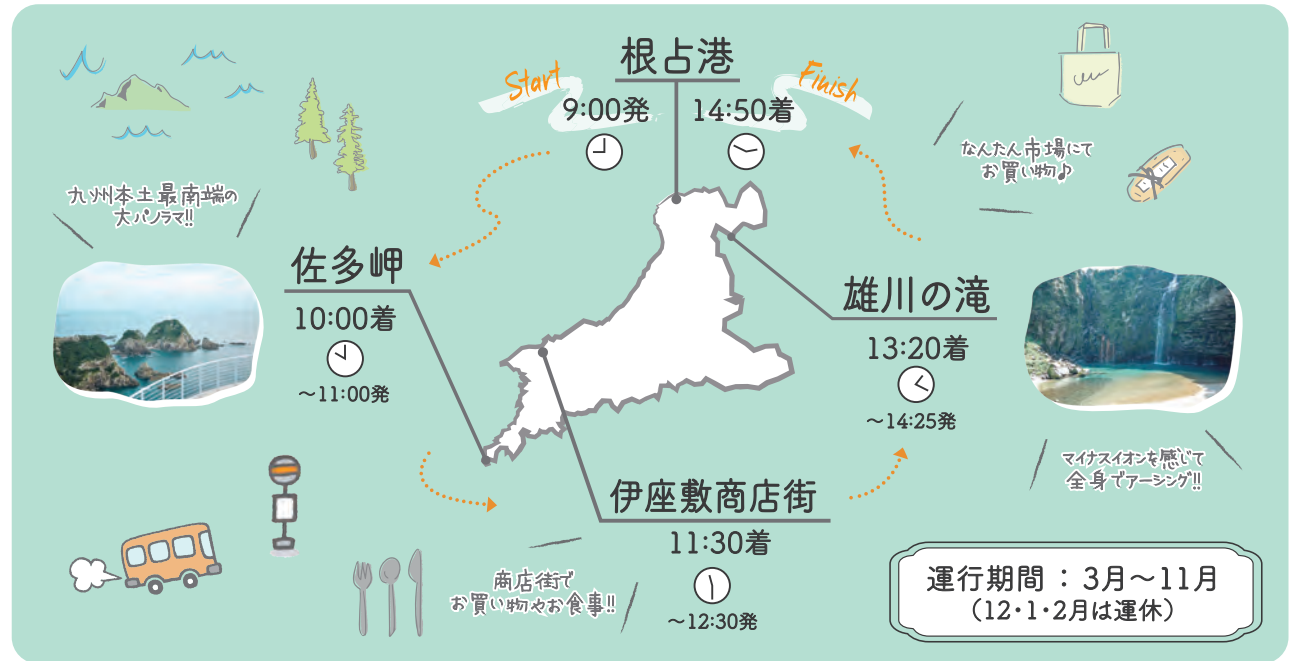 根占港
Start
9:00発
14:50着
Finish
なんたん市場にて
お買い物♪
九州本土最南端の
大パノラマ!!
佐多岬
10:00着
～11:00発
雄川の滝
13:20着
～14:25発
マイナスイオンを感じて
全身でアーシング!!
伊座敷商店街
11:30着
～12:30発
商店街で
お買い物やお食事!!
運行期間：3月～11月
（12・1・2月は運休）